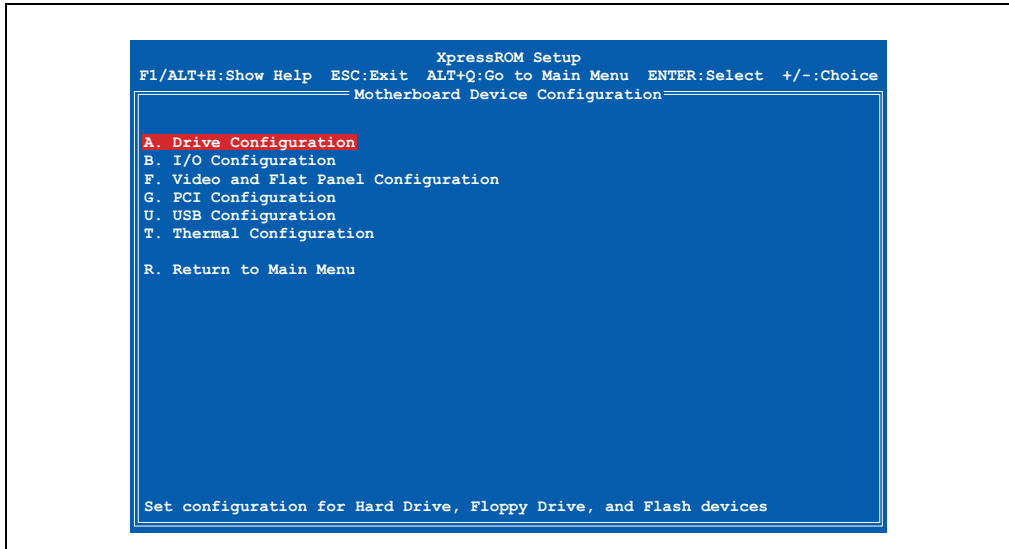 XpressROM Setup
F1/ALT+H:Show Help ESC:Exit ALT+Q:Go to Main Menu ENTER:Select +/-:Choice
Motherboard Device Configuration
A. Drive Configuration
B. I/O Configuration
F. Video and Flat Panel Configuration
G. PCI Configuration
U. USB Configuration
T. Thermal Configuration
R. Return to Main Menu
Set configuration for Hard Drive, Floppy Drive, and Flash devices